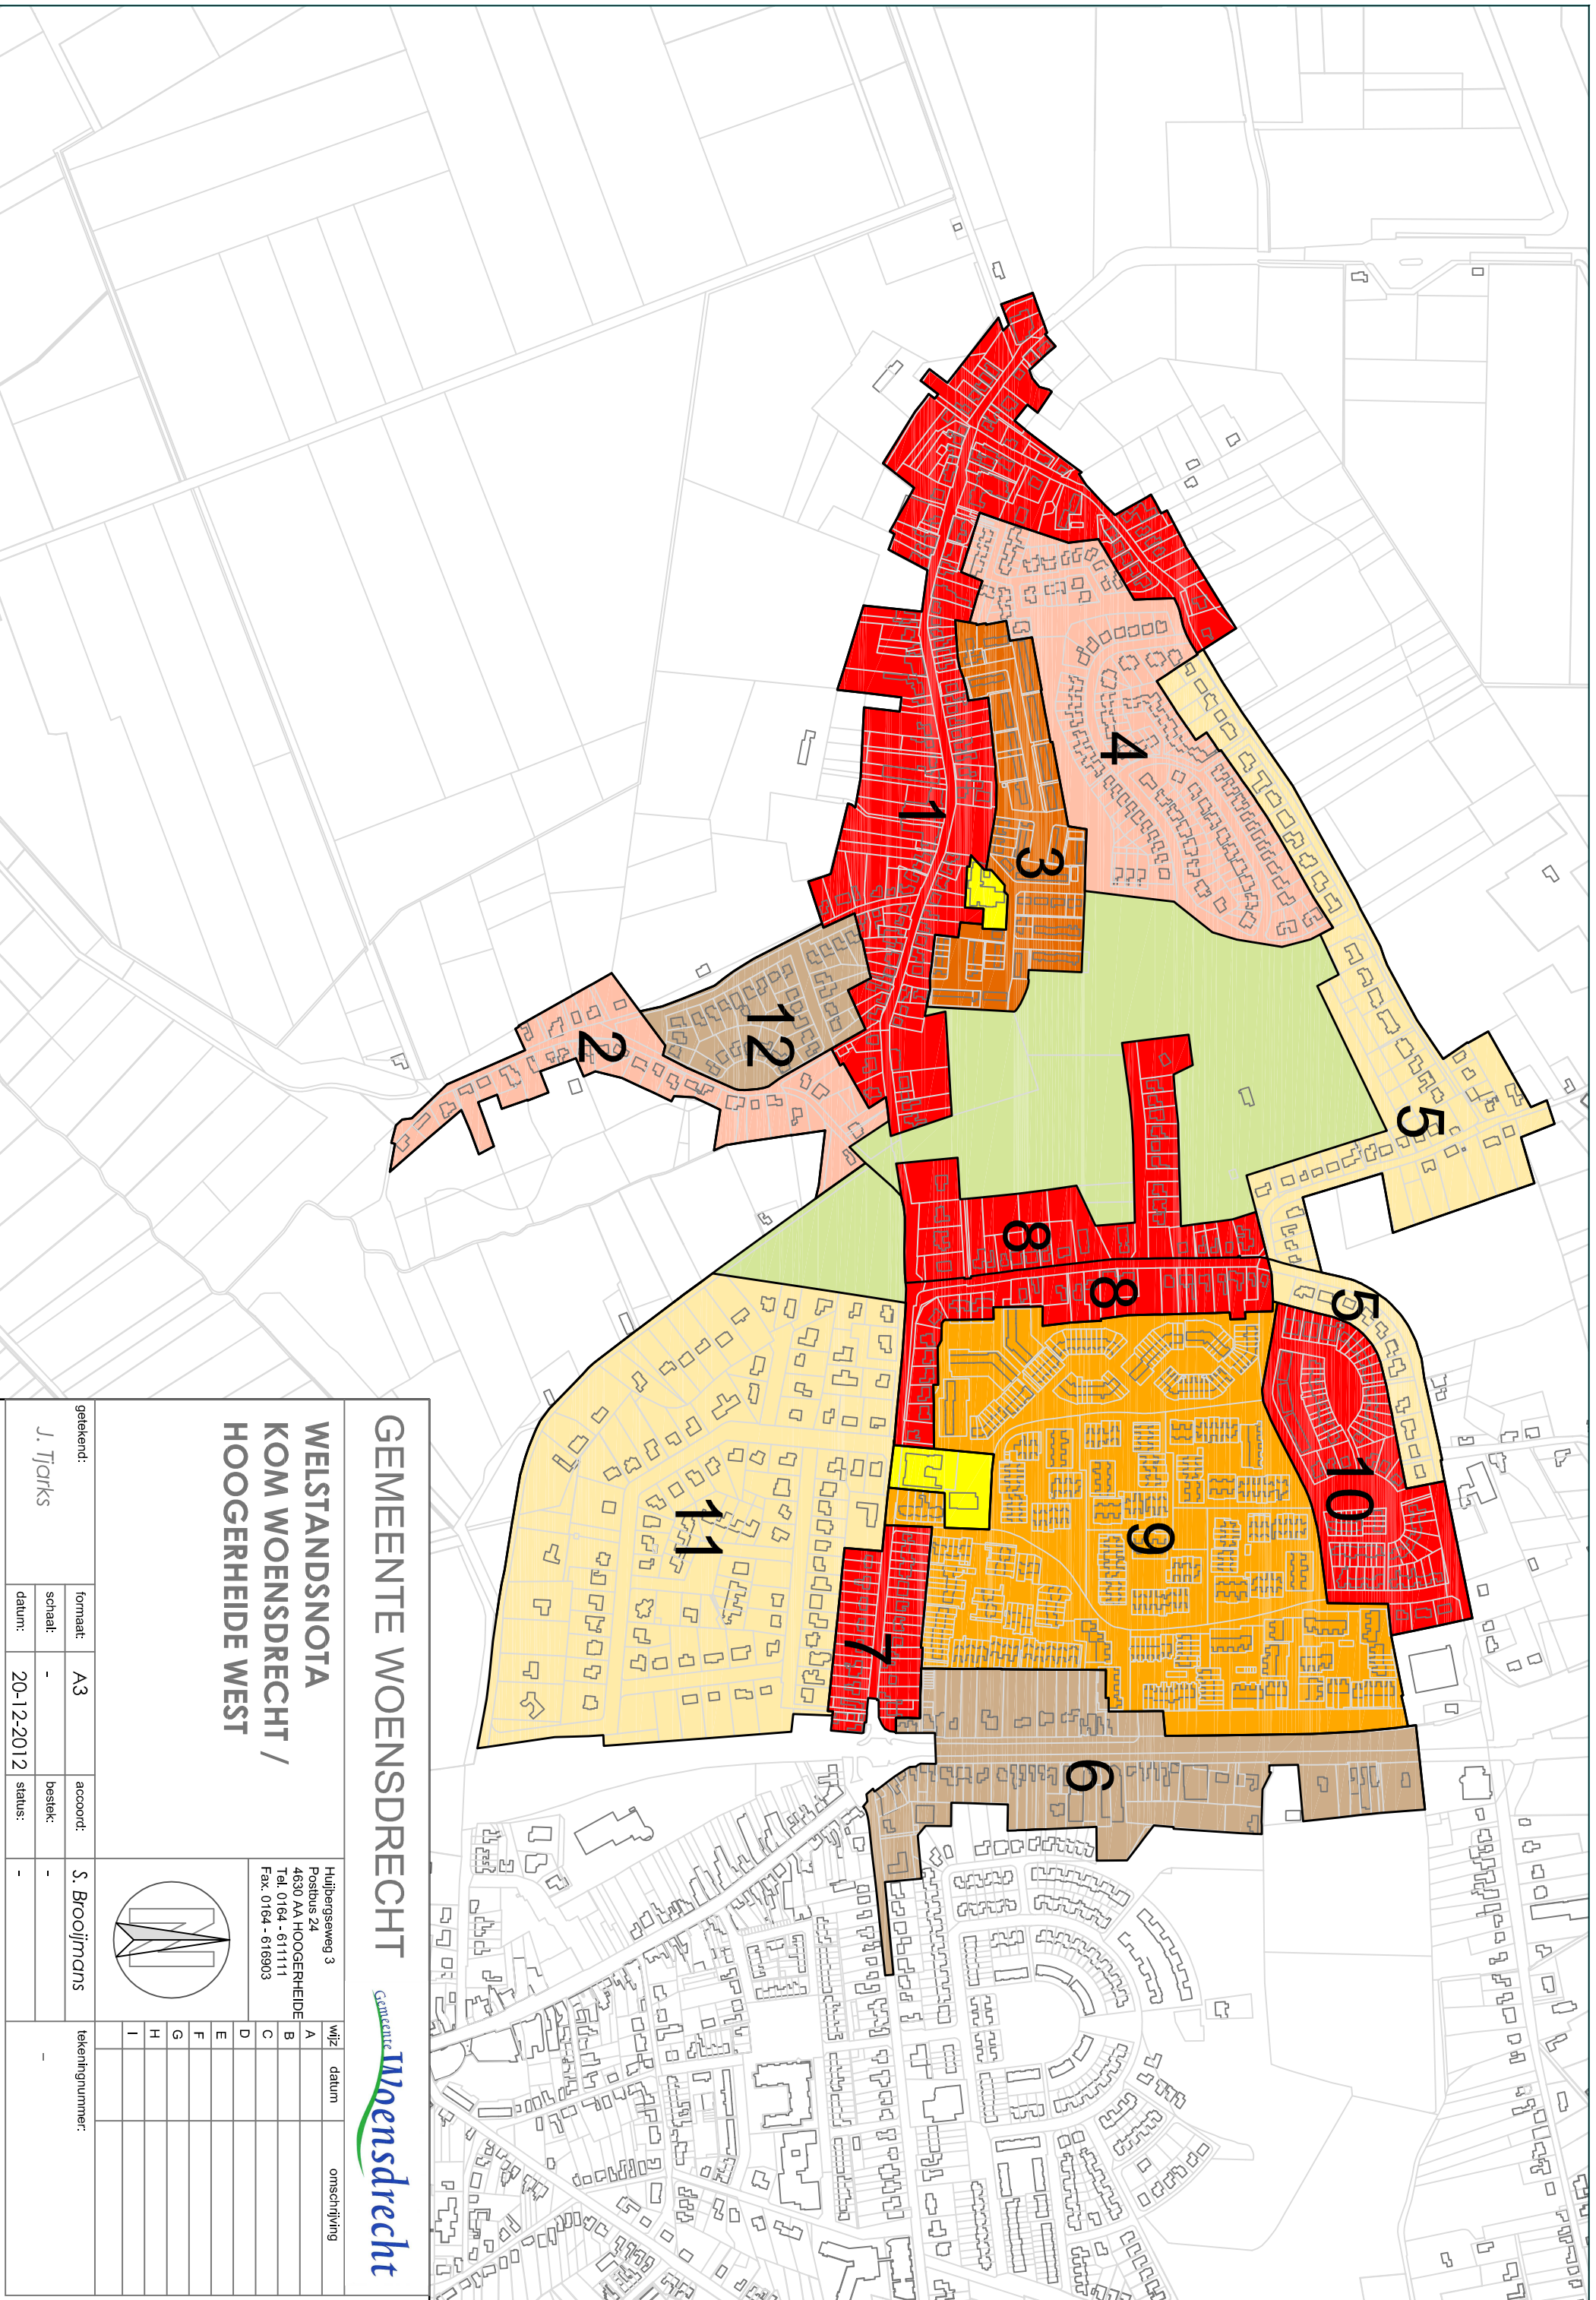 4
5
3
1
12
2
8
8
5
10
9
11
7
6
GEMEENTE WOENSDRECHT
Gemeente Woensdrecht
WELSTANDSNOTA
KOM WOENSDRECHT /
HOOGERHEIDE WEST
Huijbergseweg 3
Postbus 24
4630 AA HOOGERHEIDE
Tel. 0164 - 611111
Fax. 0164 - 616903
wijz datum omschrijving
A
B
C
D
E
F
G
H
I
getekend: formaat: A3 accoord: S. Brooijmans tekeningnummer:
J. Tjarks schaal: - bestek: - -
datum: 20-12-2012 status: -